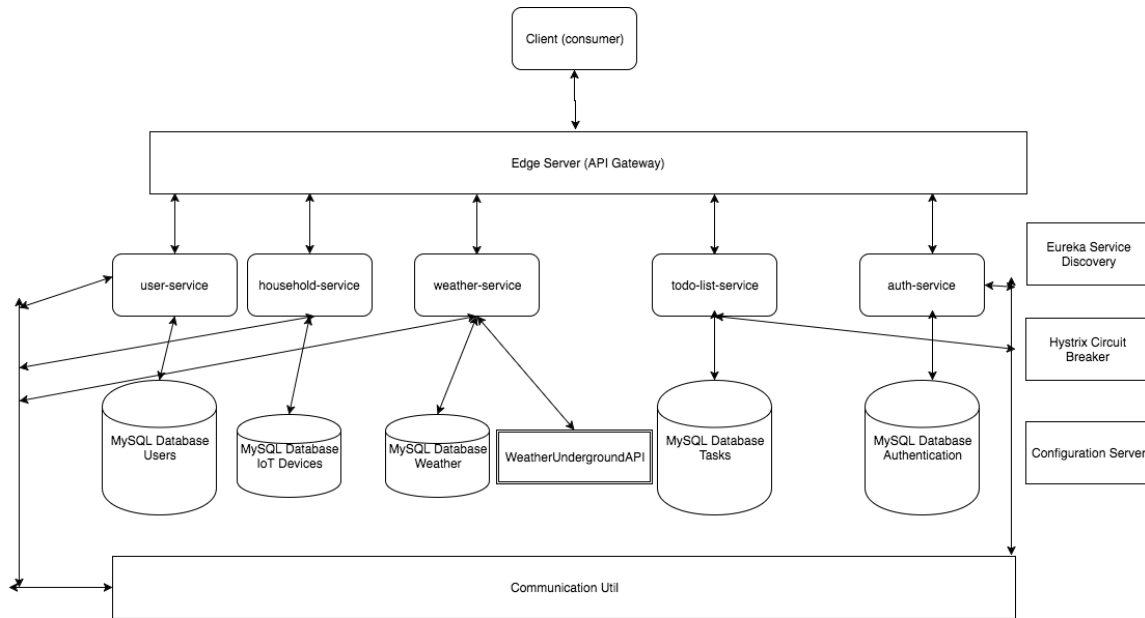 Client (consumer)
Edge Server (API Gateway)
user-service
household-service
weather-service
todo-list-service
auth-service
Eureka Service
Discovery
Hystrix Circuit
Breaker
MySQL Database
Users
MySQL Database
IoT Devices
MySQL Database
Weather
WeatherUndergroundAPI
MySQL Database
Tasks
MySQL Database
Authentication
Configuration Server
Communication Util